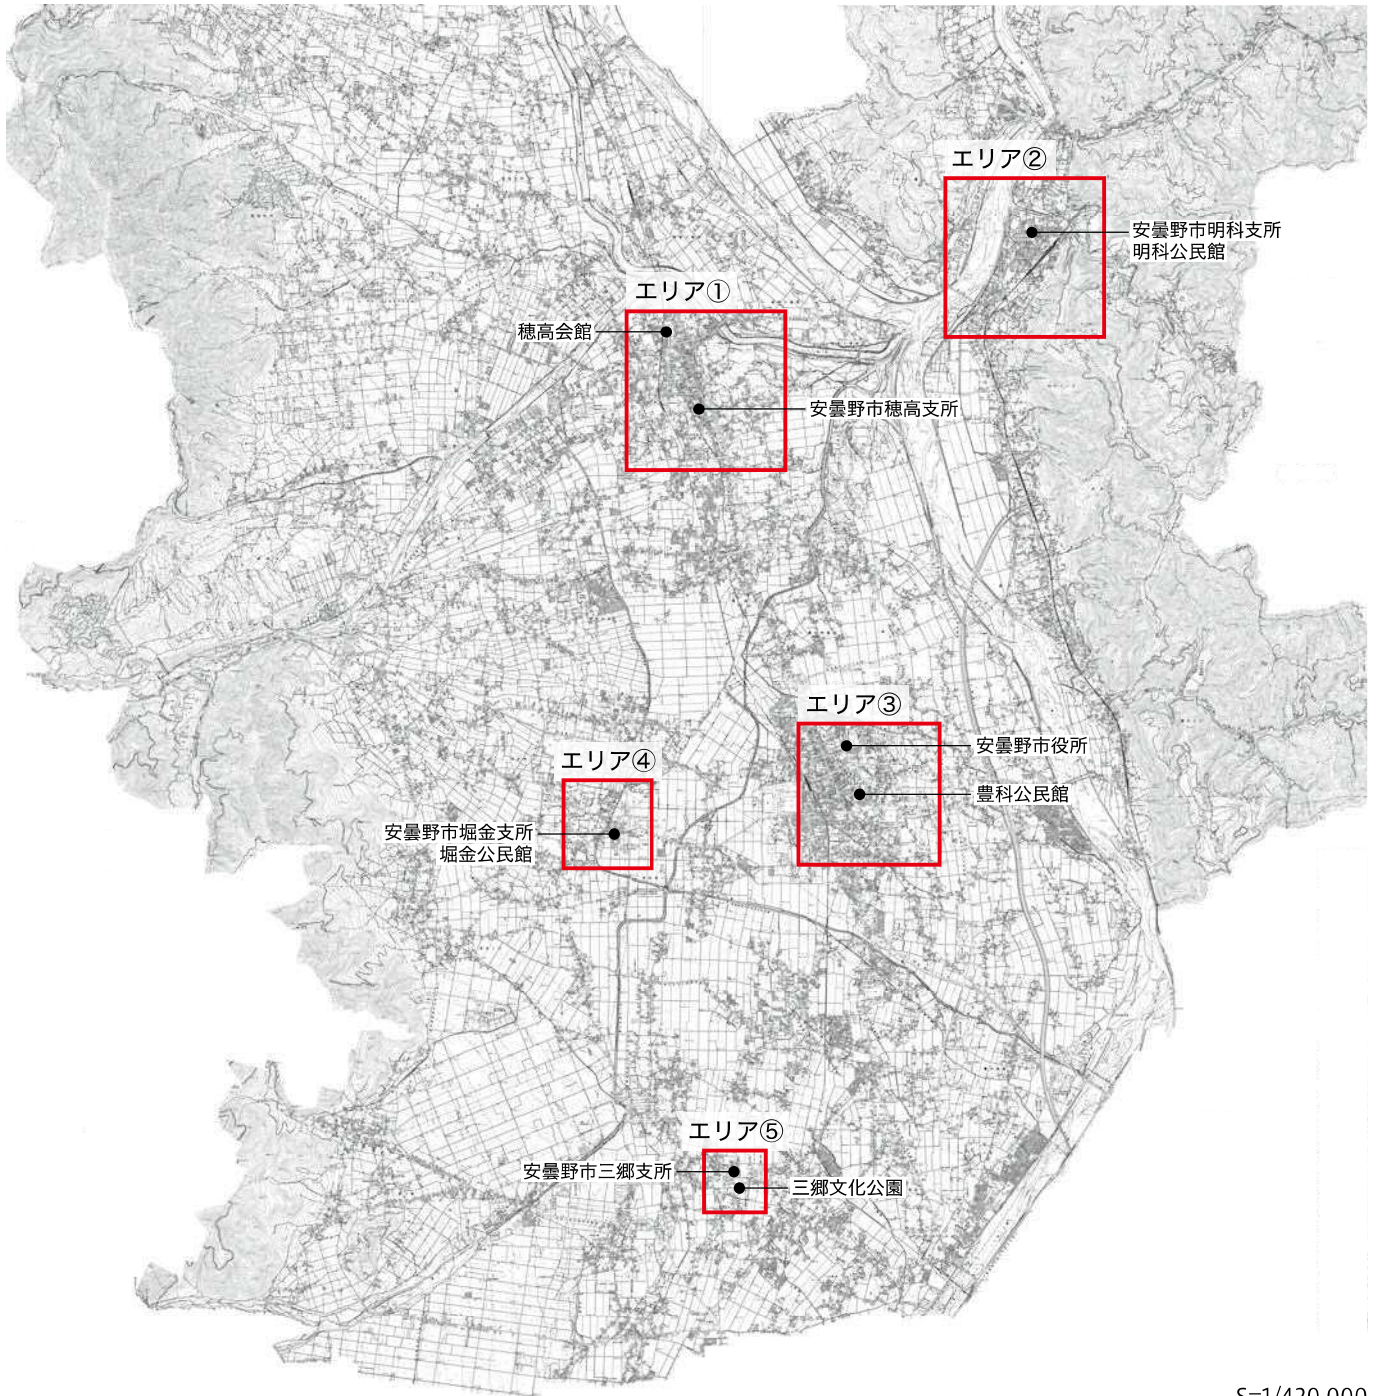 エリア②
安曇野市明科支所
明科公民館
エリア①
穂高会館
安曇野市穂高支所
エリア③
安曇野市役所
豊科公民館
エリア④
安曇野市堀金支所
堀金公民館
エリア⑤
安曇野市三郷支所
三郷文化公園
S=1/420,000